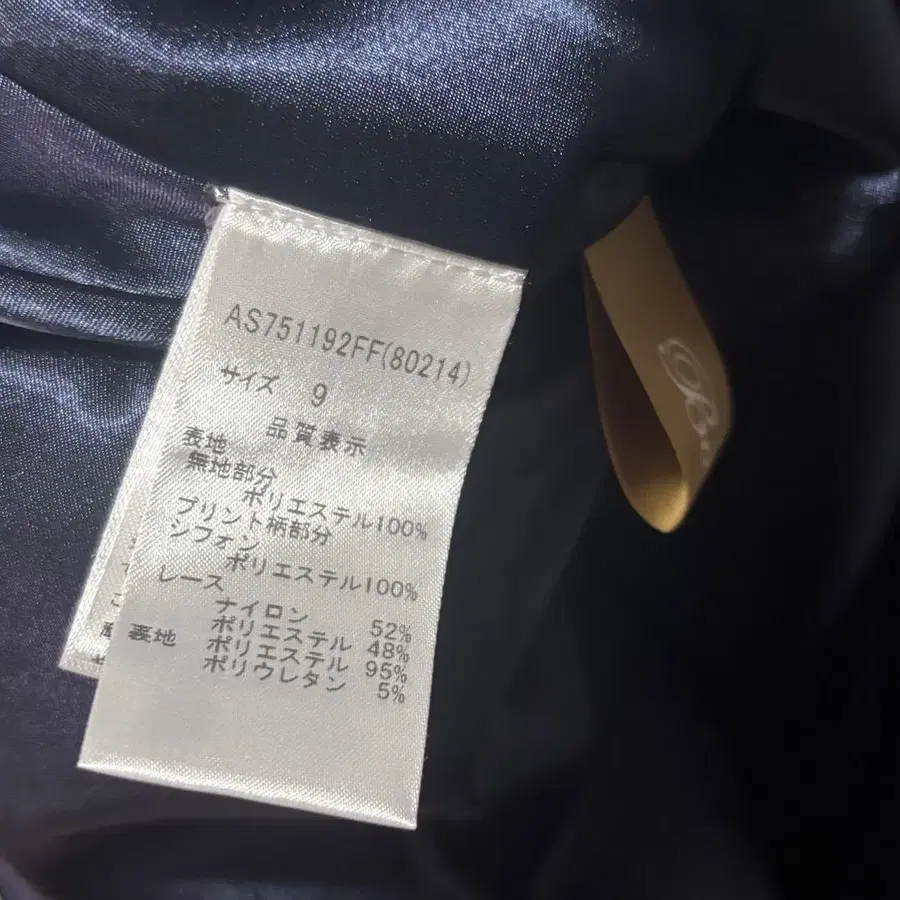 AS751192FF(80214)
サイズ 9
品質表示
表地
無地部分
ポリエステル100%
プリント柄部分
シフォン
ポリエステル100%
レース
ナイロン 52%
ポリエステル 48%
裏地 ポリエステル 95%
ポリウレタン 5%